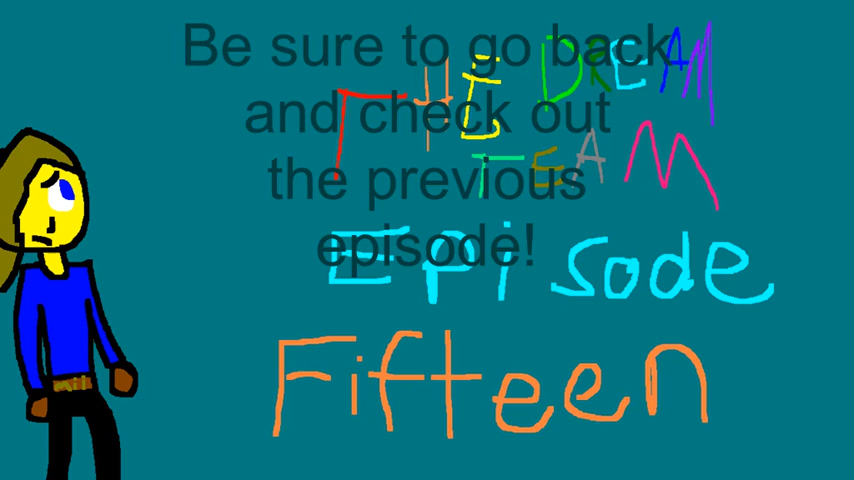 Be sure to go back
and check out
the previous
episode!
THE DREAM
TEAM
Episode
Fifteen